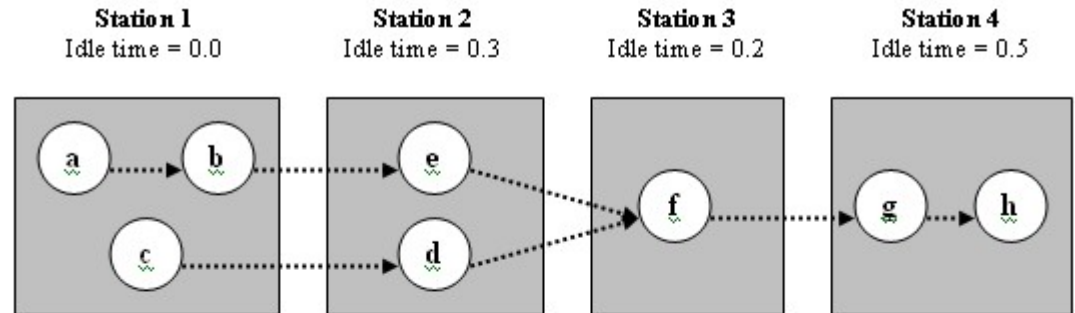 Station 1
Idle time = 0.0
Station 2
Idle time = 0.3
Station 3
Idle time = 0.2
Station 4
Idle time = 0.5
a
b
c
e
d
f
g
h